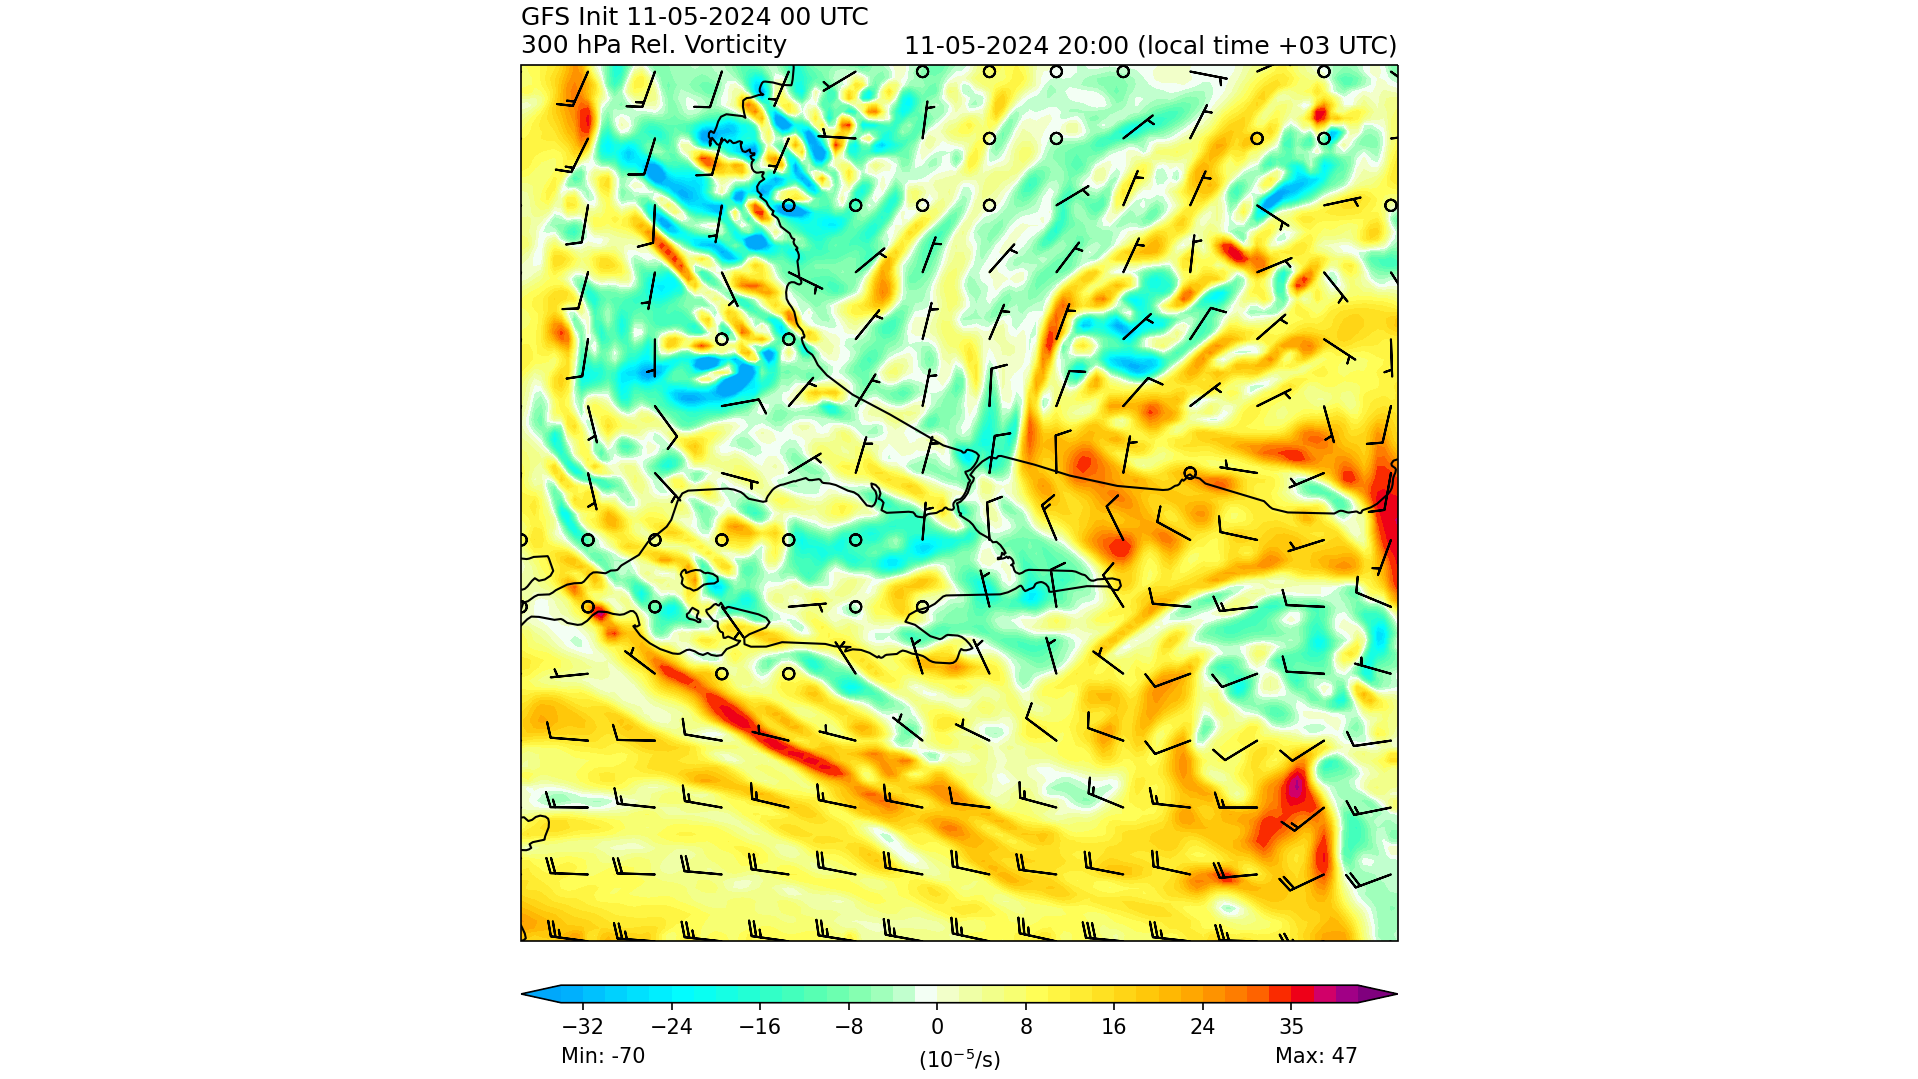 GFS Init 11-05-2024 00 UTC
300 hPa Rel. Vorticity
11-05-2024 20:00 (local time +03 UTC)
−32 −24 −16 −8 0 8 16 24 35
Min: -70
(10⁻⁵/s)
Max: 47